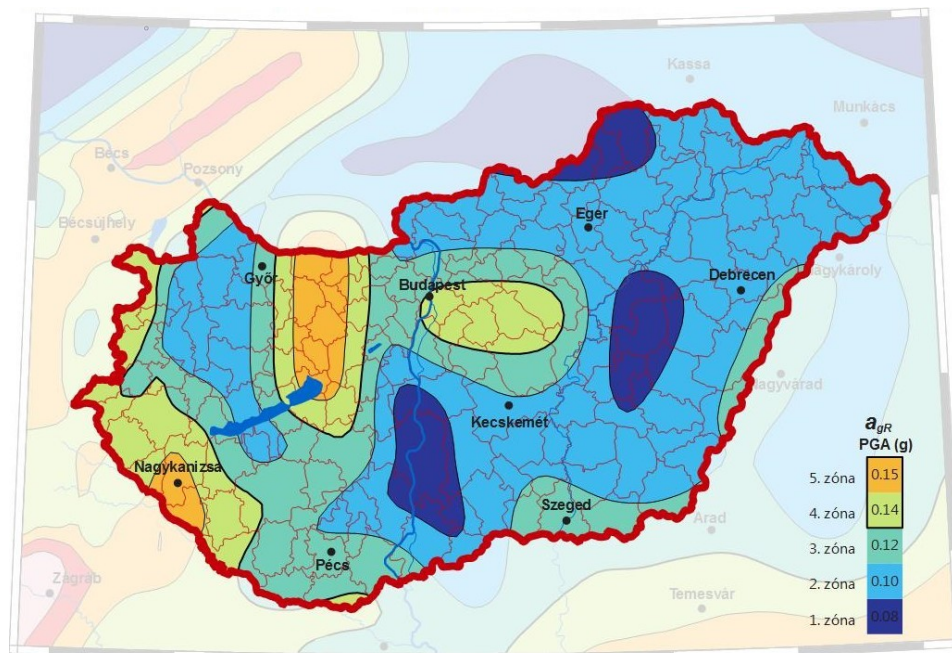 Kassa
Munkács
Bécs
Pozsony
Bécsújhely
Eger
Győr
Budapest
Debrecen
Nagykároly
Nagyvárad
Kecskemét
Nagykanizsa
Szeged
Arad
Pécs
Zágráb
Temesvár
agR
PGA (g)
5. zóna 0.15
4. zóna 0.14
3. zóna 0.12
2. zóna 0.10
1. zóna 0.08